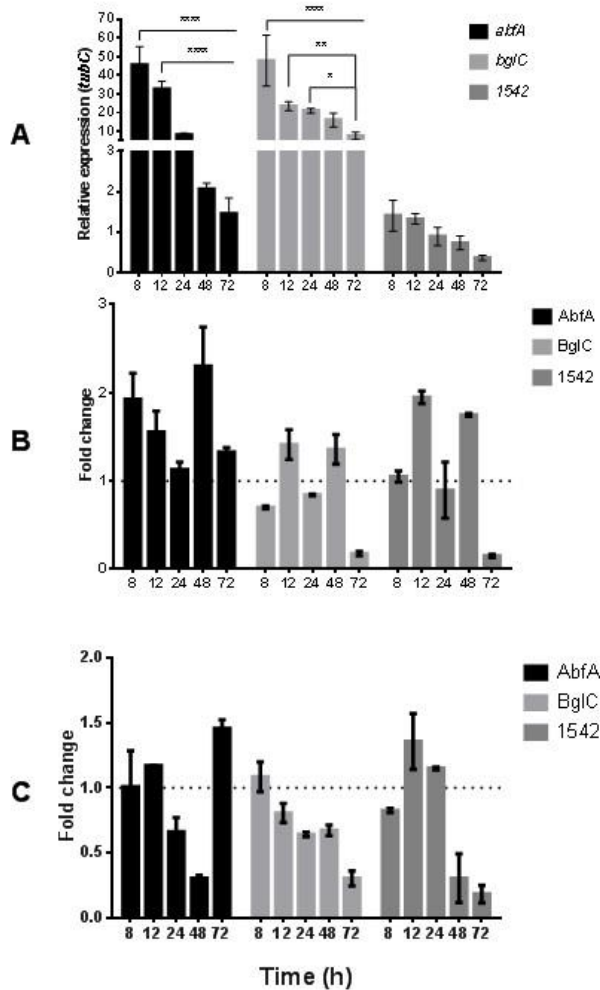 A
Relative expression (tubC)
70
60
50
40
30
20
10
3
2
1
0
****
****
****
**
*
abfA
bglC
1542
8 12 24 48 72 8 12 24 48 72 8 12 24 48 72
B
Fold change
3
2
1
0
AbfA
BglC
1542
8 12 24 48 72 8 12 24 48 72 8 12 24 48 72
C
Fold change
2.0
1.5
1.0
0.5
0.0
AbfA
BglC
1542
8 12 24 48 72 8 12 24 48 72 8 12 24 48 72
Time (h)